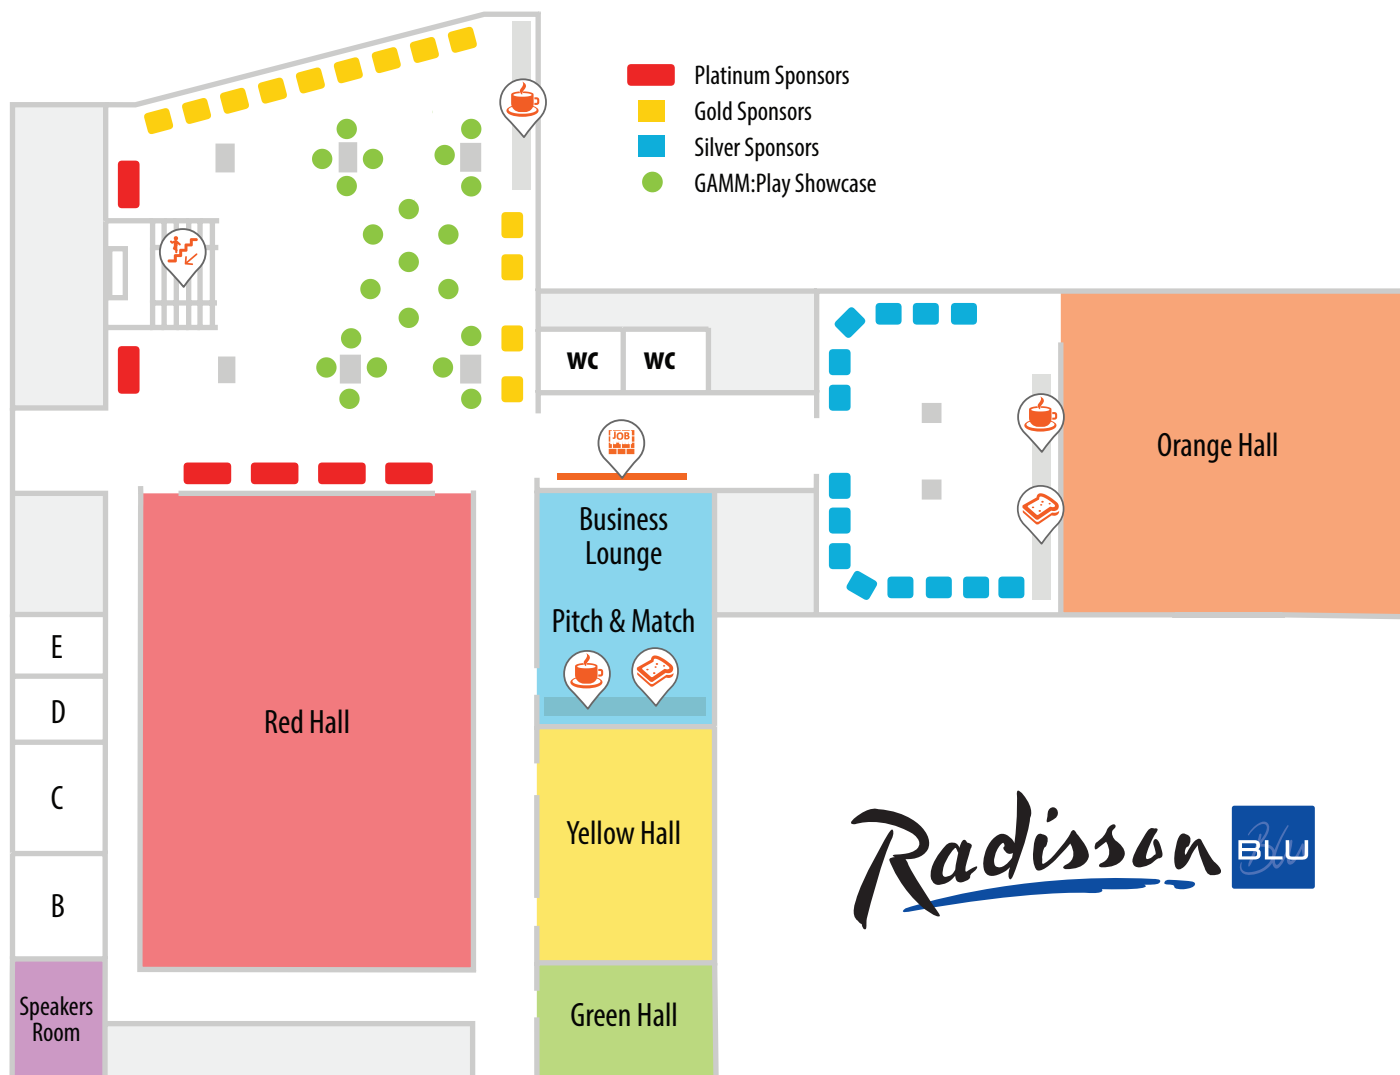 Platinum Sponsors
Gold Sponsors
Silver Sponsors
GAMM:Play Showcase
WC
WC
JOB
Orange Hall
Business
Lounge
Pitch & Match
E
D
C
B
Red Hall
Yellow Hall
Radisson
BLU
Speakers
Room
Green Hall